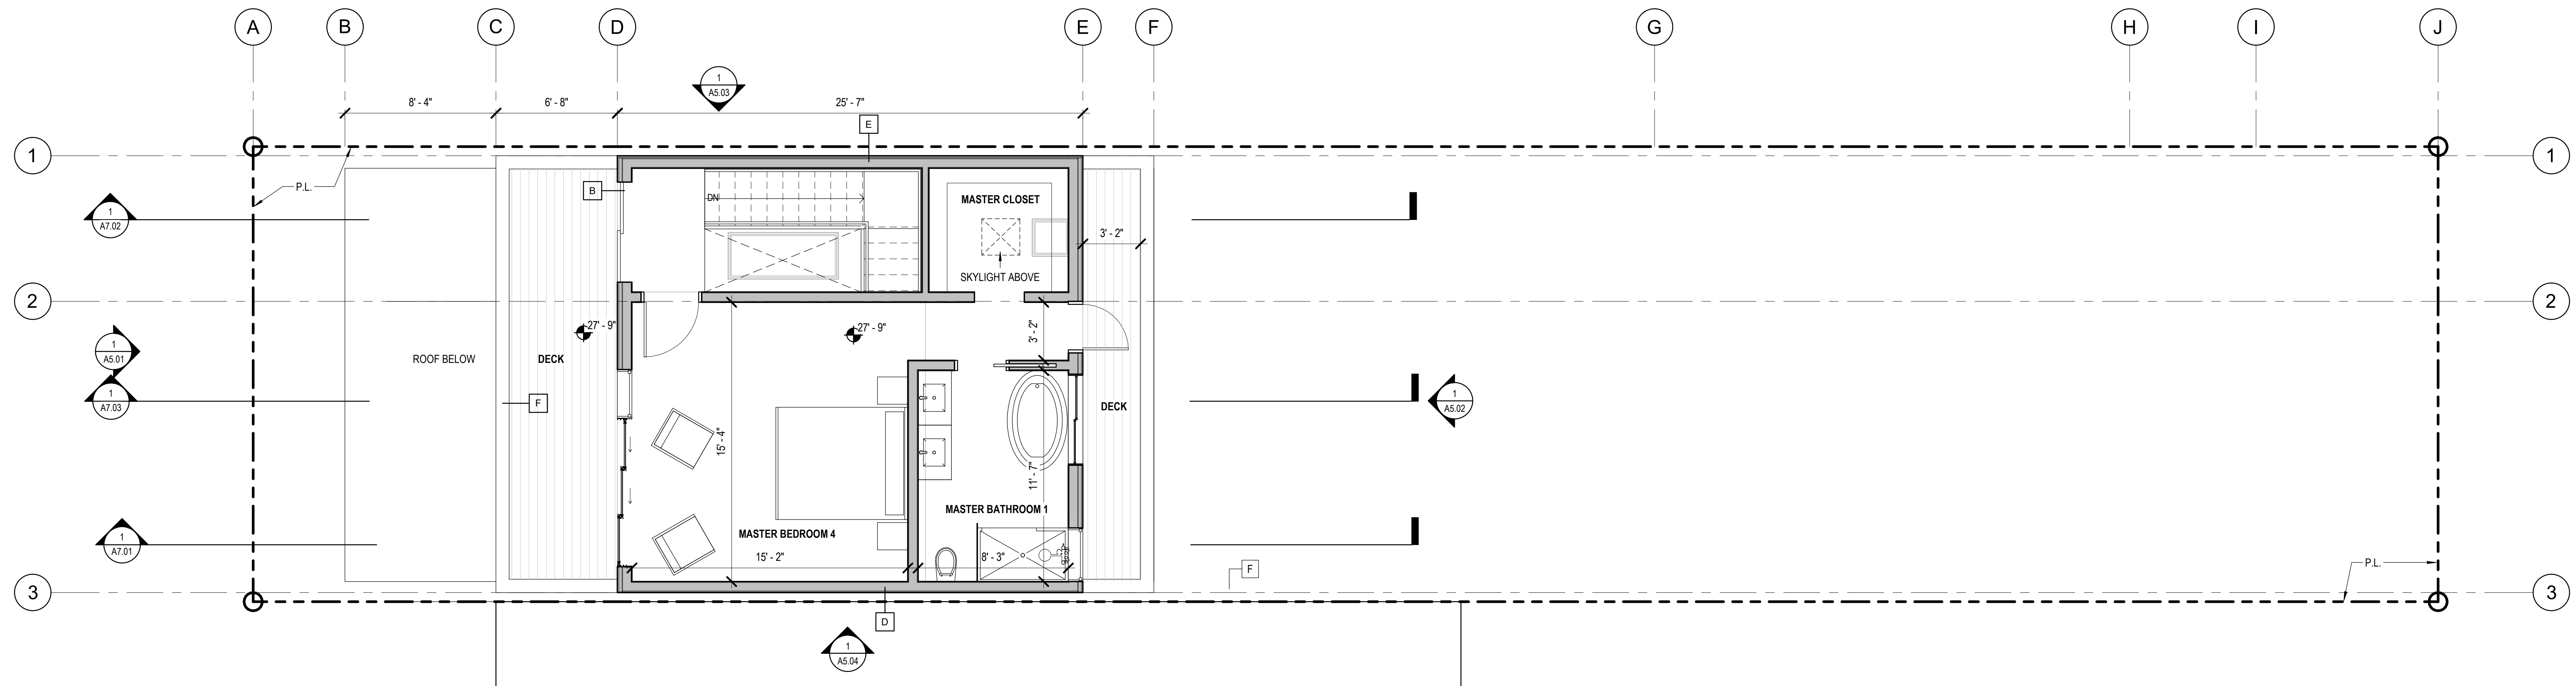 A B C D E F G H I J
1
A5.03
8' - 4" 6' - 8" 25' - 7"
E
1 1
P.L.
B
DN
MASTER CLOSET
1
A7.02
3' - 2"
SKYLIGHT ABOVE
2 2
27' - 9" 27' - 9"
3' - 2"
1
A5.01
ROOF BELOW
DECK
1
A7.03
F
DECK
1
A5.02
15' - 4"
11' - 7"
MASTER BATHROOM 1
MASTER BEDROOM 4
1
A7.01
15' - 2" 8' - 3"
F
P.L.
3 3
D
1
A5.04